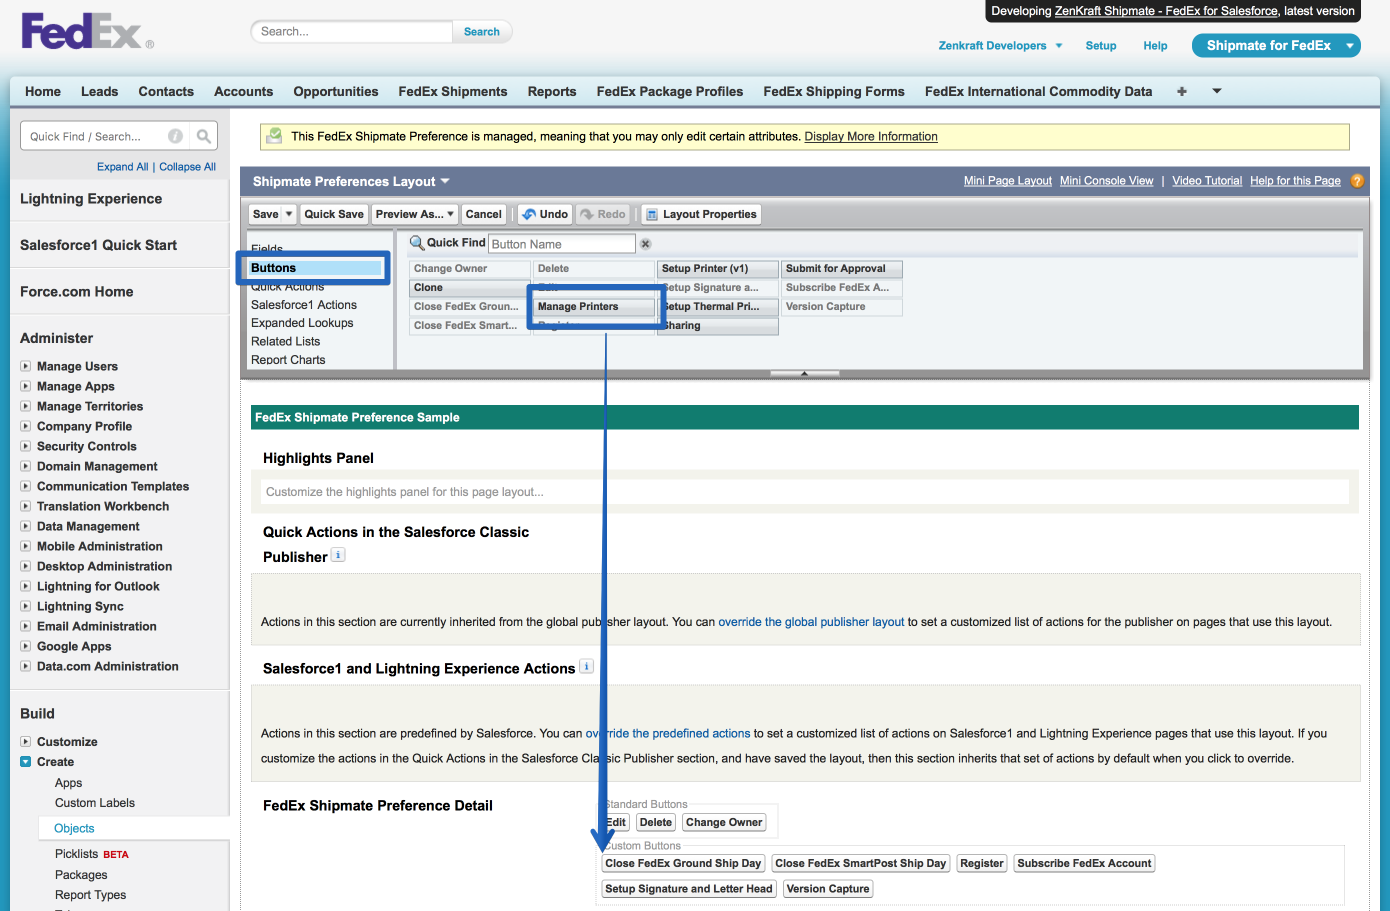 Developing ZenKraft Shipmate - FedEx for Salesforce, latest version
FedEx®
Search...
Search
Zenkraft Developers
Setup
Help
Shipmate for FedEx
Home
Leads
Contacts
Accounts
Opportunities
FedEx Shipments
Reports
FedEx Package Profiles
FedEx Shipping Forms
FedEx International Commodity Data
+
Quick Find / Search...
Expand All | Collapse All
Lightning Experience
Salesforce1 Quick Start
Force.com Home
Administer
Manage Users
Manage Apps
Manage Territories
Company Profile
Security Controls
Domain Management
Communication Templates
Translation Workbench
Data Management
Mobile Administration
Desktop Administration
Lightning for Outlook
Lightning Sync
Email Administration
Google Apps
Data.com Administration
Build
Customize
Create
Apps
Custom Labels
Objects
Picklists BETA
Packages
Report Types
This FedEx Shipmate Preference is managed, meaning that you may only edit certain attributes. Display More Information
Shipmate Preferences Layout
Mini Page Layout Mini Console View | Video Tutorial Help for this Page ?
Save
Quick Save
Preview As...
Cancel
Undo
Redo
Layout Properties
Fields
Buttons
Quick Actions
Salesforce1 Actions
Expanded Lookups
Related Lists
Report Charts
Quick Find Button Name
Change Owner
Delete
Setup Printer (v1)
Submit for Approval
Clone
Edit
Setup Signature a...
Subscribe FedEx A...
Close FedEx Groun...
Manage Printers
Setup Thermal Pri...
Version Capture
Close FedEx Smart...
Register
Sharing
FedEx Shipmate Preference Sample
Highlights Panel
Customize the highlights panel for this page layout...
Quick Actions in the Salesforce Classic
Publisher
Actions in this section are currently inherited from the global publisher layout. You can override the global publisher layout to set a customized list of actions for the publisher on pages that use this layout.
Salesforce1 and Lightning Experience Actions
Actions in this section are predefined by Salesforce. You can override the predefined actions to set a customized list of actions on Salesforce1 and Lightning Experience pages that use this layout. If you
customize the actions in the Quick Actions in the Salesforce Classic Publisher section, and have saved the layout, then this section inherits that set of actions by default when you click to override.
FedEx Shipmate Preference Detail
Standard Buttons
Edit
Delete
Change Owner
Custom Buttons
Close FedEx Ground Ship Day
Close FedEx SmartPost Ship Day
Register
Subscribe FedEx Account
Setup Signature and Letter Head
Version Capture